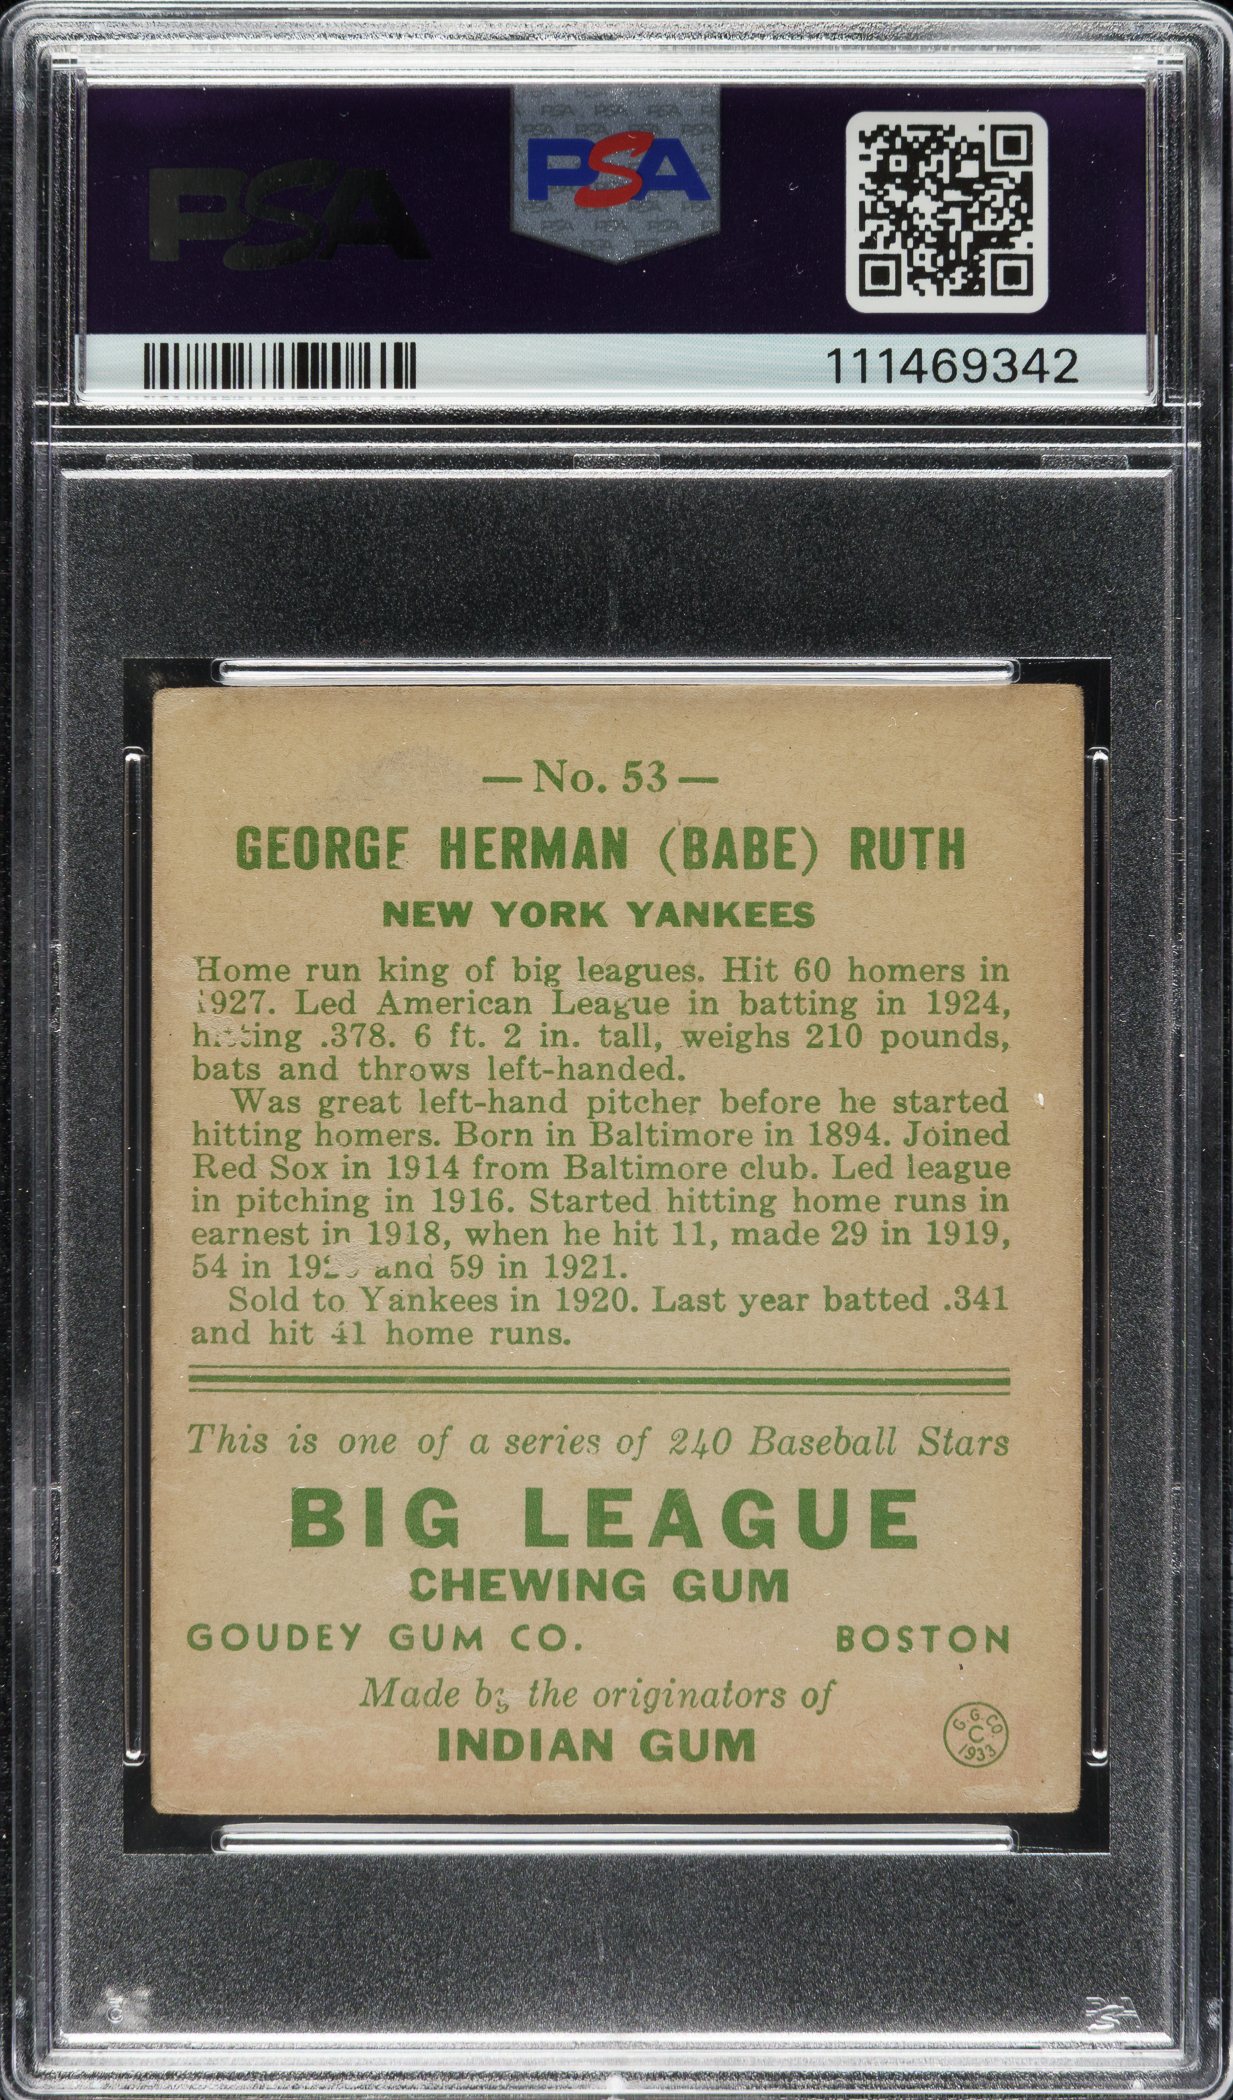 PSA
PSA
111469342
— No. 53 —
GEORGE HERMAN (BABE) RUTH
NEW YORK YANKEES
Home run king of big leagues. Hit 60 homers in
1927. Led American League in batting in 1924,
hitting .378. 6 ft. 2 in. tall, weighs 210 pounds,
bats and throws left-handed.
Was great left-hand pitcher before he started
hitting homers. Born in Baltimore in 1894. Joined
Red Sox in 1914 from Baltimore club. Led league
in pitching in 1916. Started hitting home runs in
earnest in 1918, when he hit 11, made 29 in 1919,
54 in and 59 in 1921.
Sold to Yankees in 1920. Last year batted .341
and hit 41 home runs.
This is one of a series of 240 Baseball Stars
BIG LEAGUE
CHEWING GUM
GOUDEY GUM CO. BOSTON
Made by the originators of
INDIAN GUM
G. G. CO.
C
1933
PSA